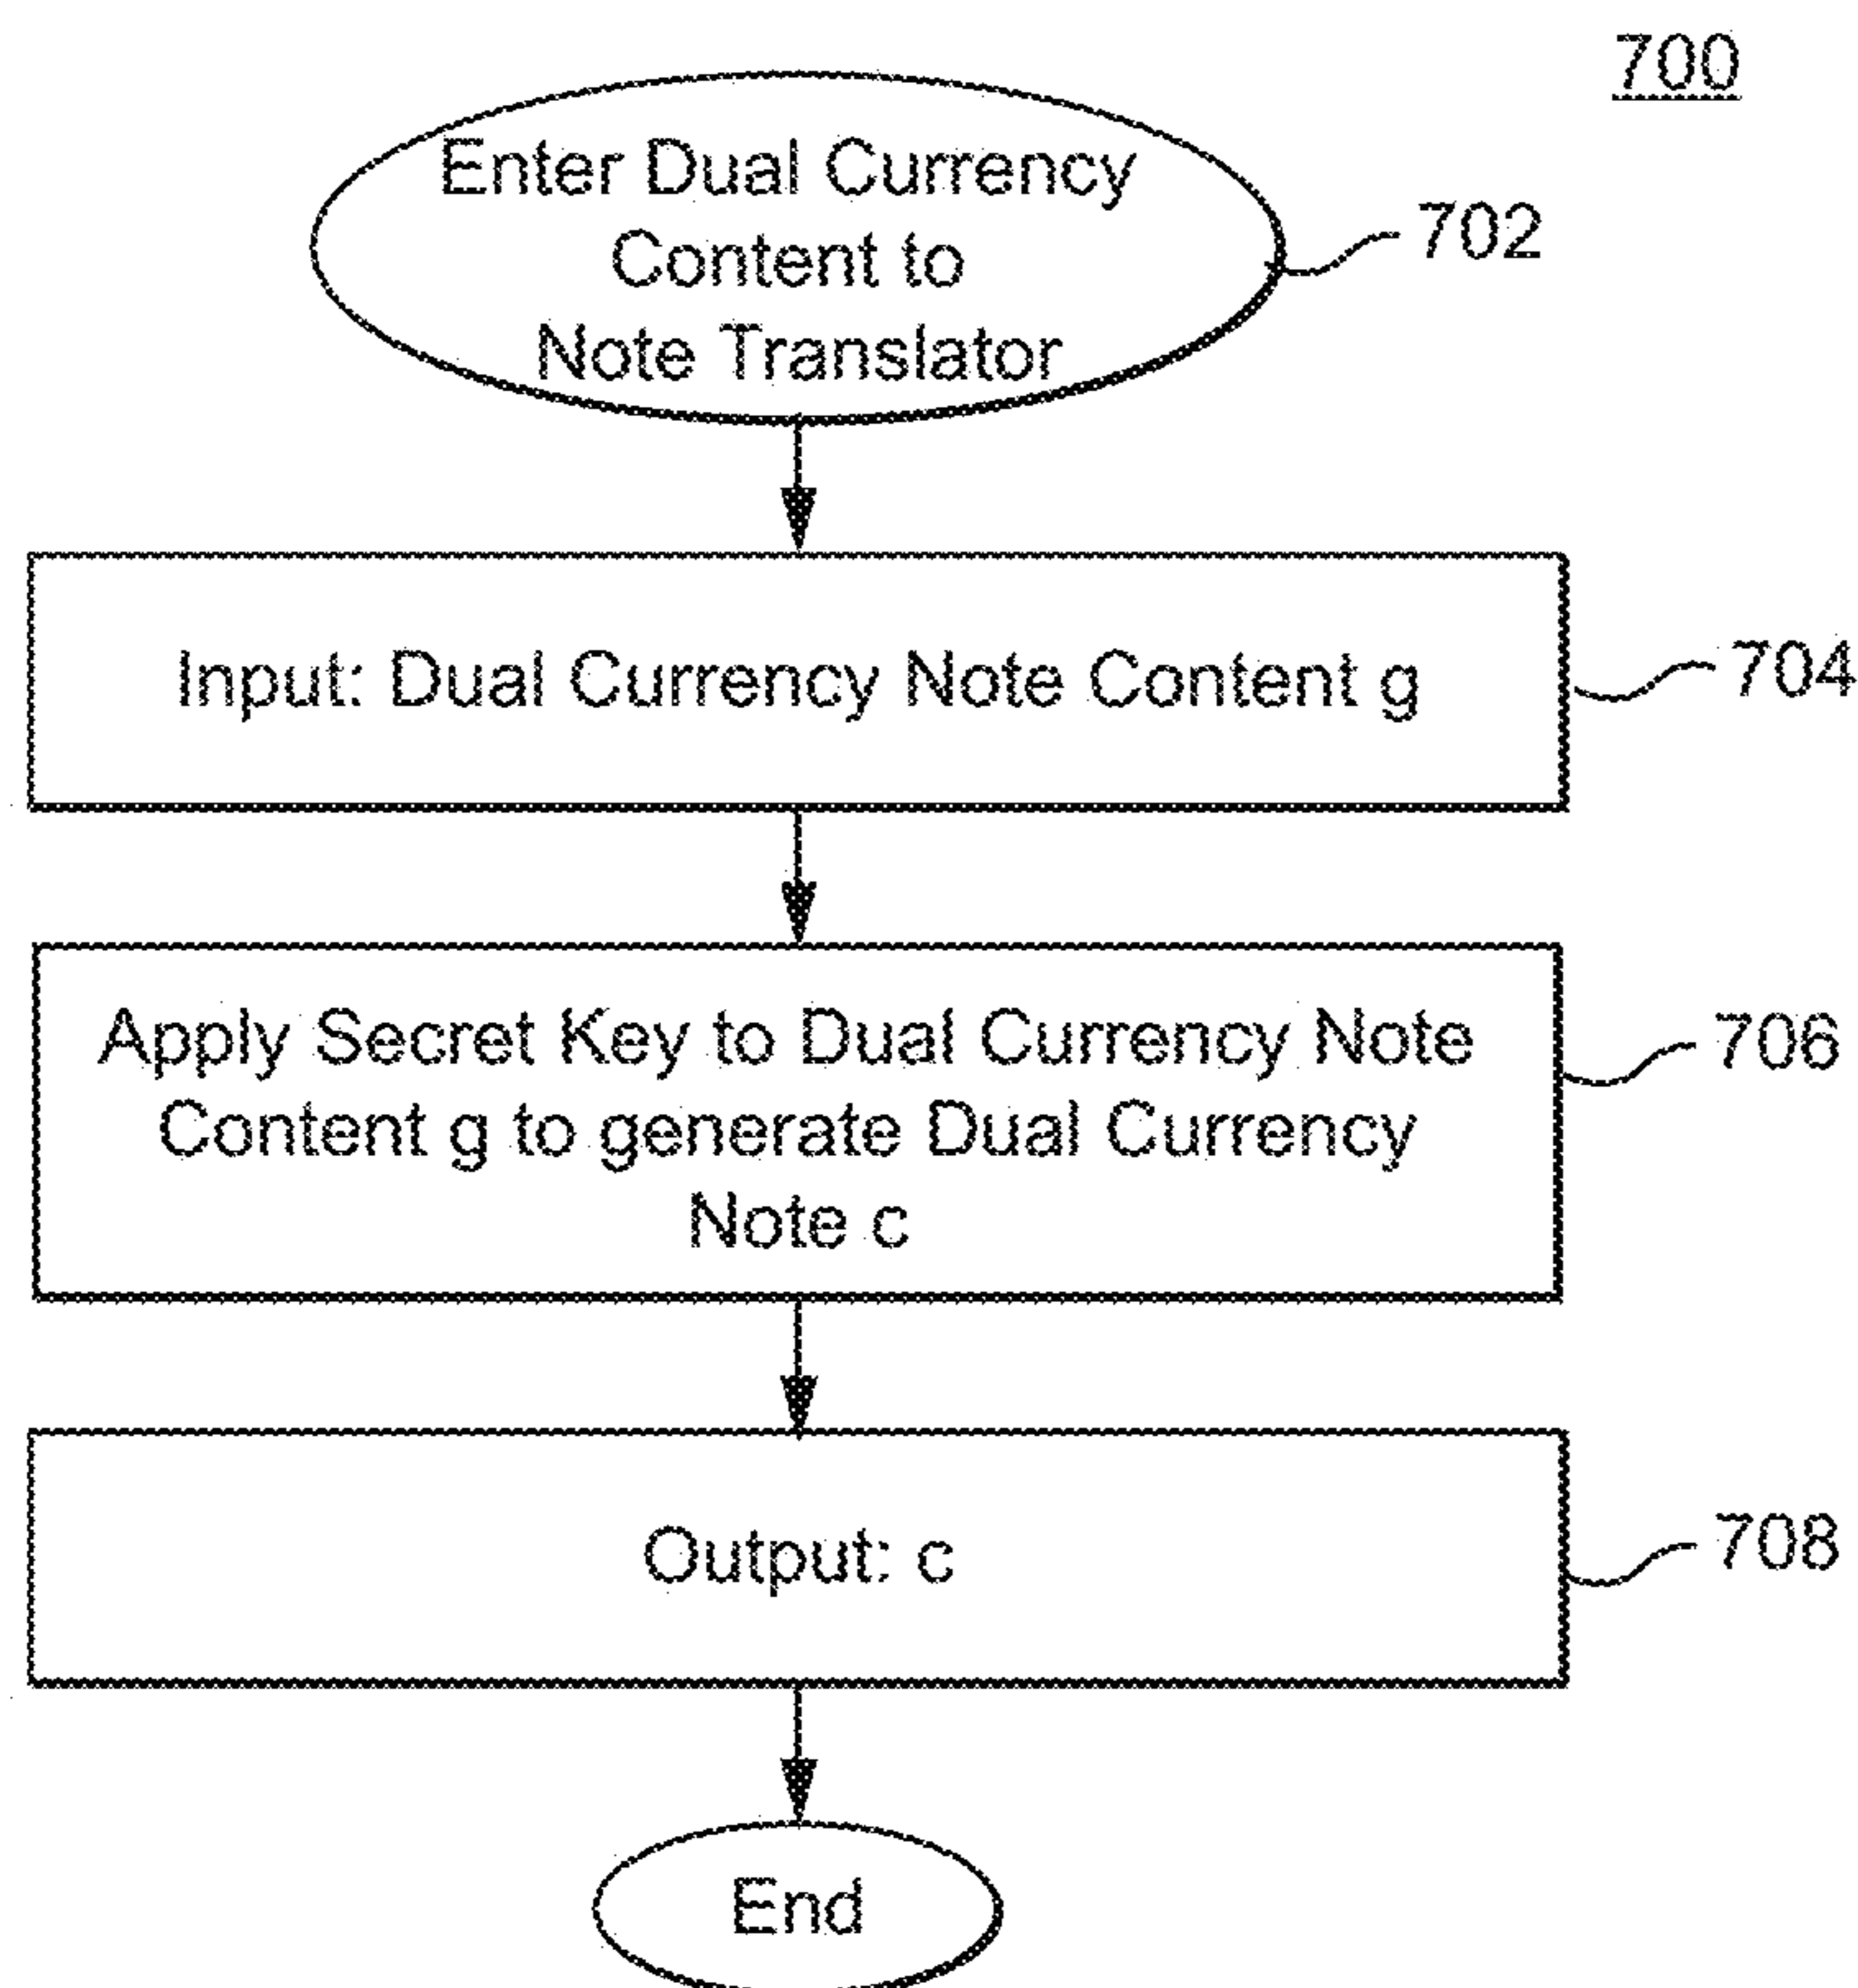 700
Enter Dual Currency
Content to
Note Translator
702
Input: Dual Currency Note Content g
704
Apply Secret Key to Dual Currency Note
Content g to generate Dual Currency
Note c
706
Output: c
708
End